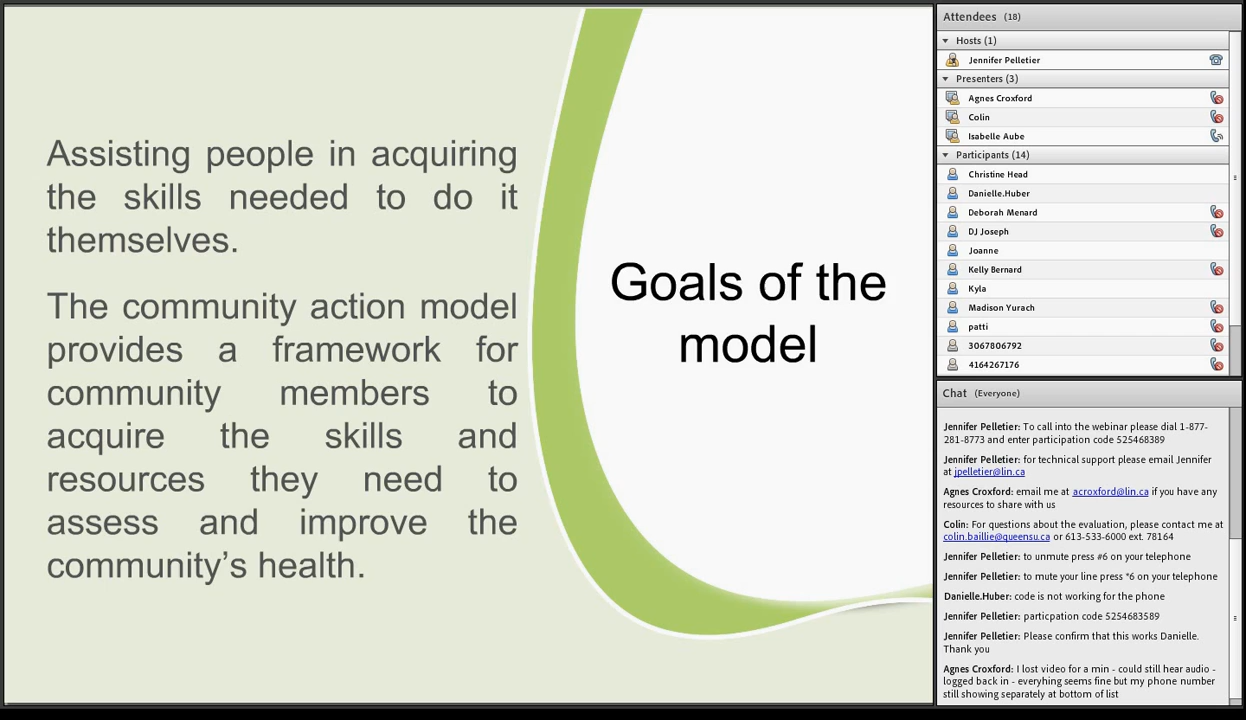 Assisting people in acquiring
the skills needed to do it
themselves.
The community action model
provides a framework for
community members to
acquire the skills and
resources they need to
assess and improve the
community’s health.
Goals of the
model
Attendees (18)
Hosts (1)
Jennifer Pelletier
Presenters (3)
Agnes Croxford
Colin
Isabelle Aube
Participants (14)
Christine Head
Danielle.Huber
Deborah Menard
DJ Joseph
Joanne
Kelly Bernard
Kyla
Madison Yurach
patti
3067806792
4164267176
Chat (Everyone)
Jennifer Pelletier: To call into the webinar please dial 1-877-
281-8773 and enter participation code 525468389
Jennifer Pelletier: for technical support please email Jennifer
at jpelletier@lin.ca
Agnes Croxford: email me at acroxford@lin.ca if you have any
resources to share with us
Colin: For questions about the evaluation, please contact me at
colin.baillie@queensu.ca or 613-533-6000 ext. 78164
Jennifer Pelletier: to unmute press #6 on your telephone
Jennifer Pelletier: to mute your line press *6 on your telephone
Danielle.Huber: code is not working for the phone
Jennifer Pelletier: particpation code 5254683589
Jennifer Pelletier: Please confirm that this works Danielle.
Thank you
Agnes Croxford: I lost video for a min - could still hear audio -
logged back in - everyhing seems fine but my phone number
still showing separately at bottom of list